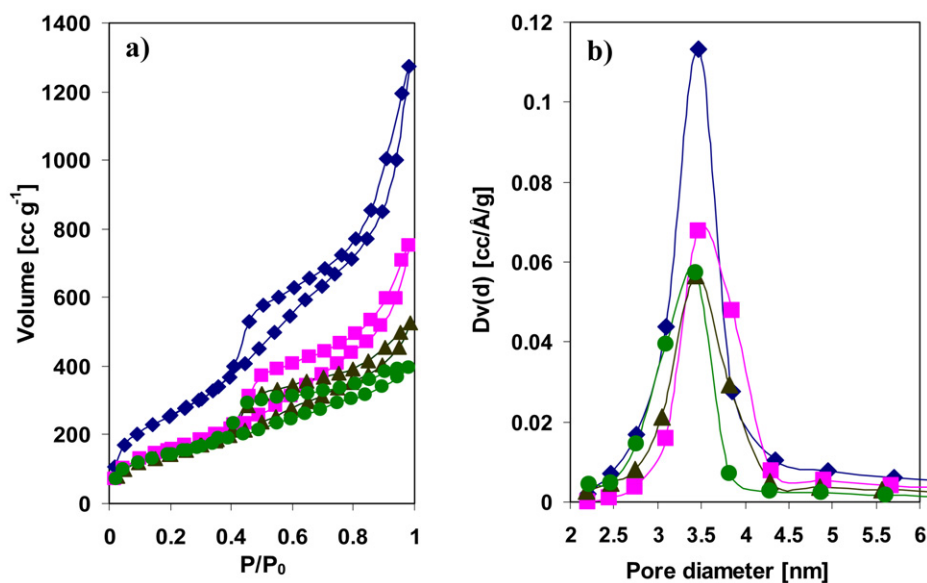 a)
Volume [cc g⁻¹]
1400
1200
1000
800
600
400
200
0
0 0.2 0.4 0.6 0.8 1
P/P₀
b)
Dv(d) [cc/Å/g]
0.12
0.1
0.08
0.06
0.04
0.02
0
2 2.5 3 3.5 4 4.5 5 5.5 6
Pore diameter [nm]